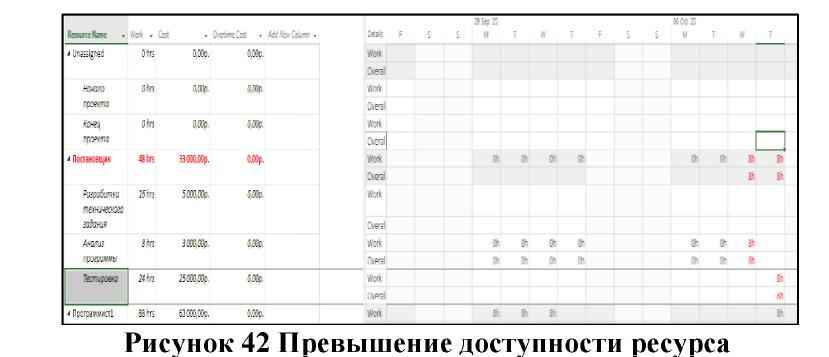 29 Sep '25 06 Oct '25
Resource Name Work Cost Overtime Cost Add New Column Details F S S M T W T F S S M T W T
Unassigned 0 hrs 0,00р. 0,00р. Work
Overal
Начало 0 hrs 0,00р. 0,00р. Work
проекта Overal
Конец 0 hrs 0,00р. 0,00р. Work
проекта Overal
Постановщик 48 hrs 33 000,00р. 0,00р. Work 0h 0h 0h 0h 0h 0h 8h 8h
Overal 8h 8h
Разработка 16 hrs 5 000,00р. 0,00р. Work
технического
задания Overal
Анализ 8 hrs 3 000,00р. 0,00р. Work 0h 0h 0h 0h 0h 0h 8h
программы Overal 0h 0h 0h 0h 0h 0h 8h
Тестировка 24 hrs 25 000,00р. 0,00р. Work 8h
Overal 8h
Программист1 88 hrs 63 000,00р. 0,00р. Work 8h 8h 8h 8h
Рисунок 42 Превышение доступности ресурса